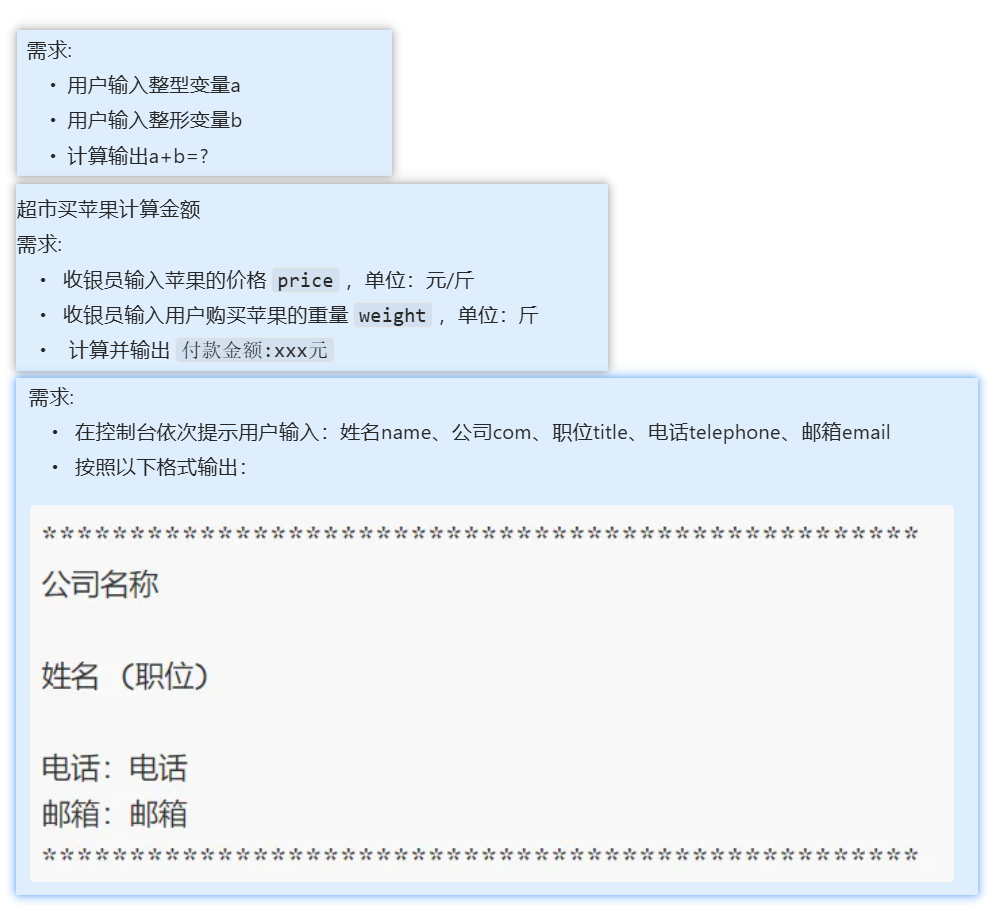 需求:
• 用户输入整型变量a
• 用户输入整形变量b
• 计算输出a+b=?
超市买苹果计算金额
需求:
• 收银员输入苹果的价格 price ，单位：元/斤
• 收银员输入用户购买苹果的重量 weight ，单位：斤
• 计算并输出 付款金额:xxx元
需求:
• 在控制台依次提示用户输入：姓名name、公司com、职位title、电话telephone、邮箱email
• 按照以下格式输出：
**************************************************
公司名称
姓名（职位）
电话：电话
邮箱：邮箱
**************************************************